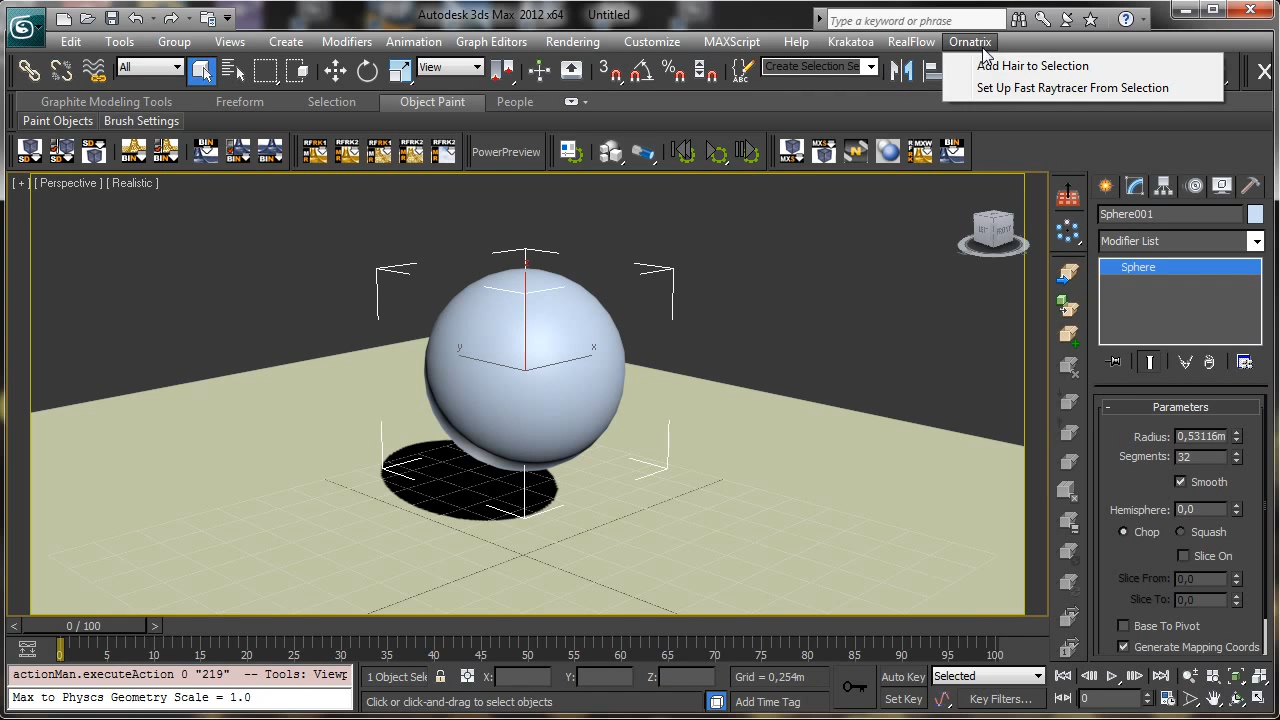 Autodesk 3ds Max 2012 x64 Untitled
Type a keyword or phrase
Edit Tools Group Views Create Modifiers Animation Graph Editors Rendering Customize MAXScript Help Krakatoa RealFlow Ornatrix
Add Hair to Selection
Set Up Fast Raytracer From Selection
All View Create Selection Se
Graphite Modeling Tools Freeform Selection Object Paint People
Paint Objects Brush Settings
PowerPreview
[ + ] [ Perspective ] [ Realistic ]
Sphere001
Modifier List
Sphere
z
y x
Parameters
Radius: 0,53116m
Segments: 32
Smooth
Hemisphere: 0,0
Chop Squash
Slice On
Slice From: 0,0
Slice To: 0,0
Base To Pivot
Generate Mapping Coords
< 0 / 100 >
0 5 10 15 20 25 30 35 40 45 50 55 60 65 70 75 80 85 90 95 100
actionMan.executeAction 0 "219" -- Tools: Viewp
Max to Physcs Geometry Scale = 1.0
1 Object Sele X: Y: Z: Grid = 0,254m
Click or click-and-drag to select objects
Add Time Tag
Auto Key Selected
Set Key Key Filters...
0